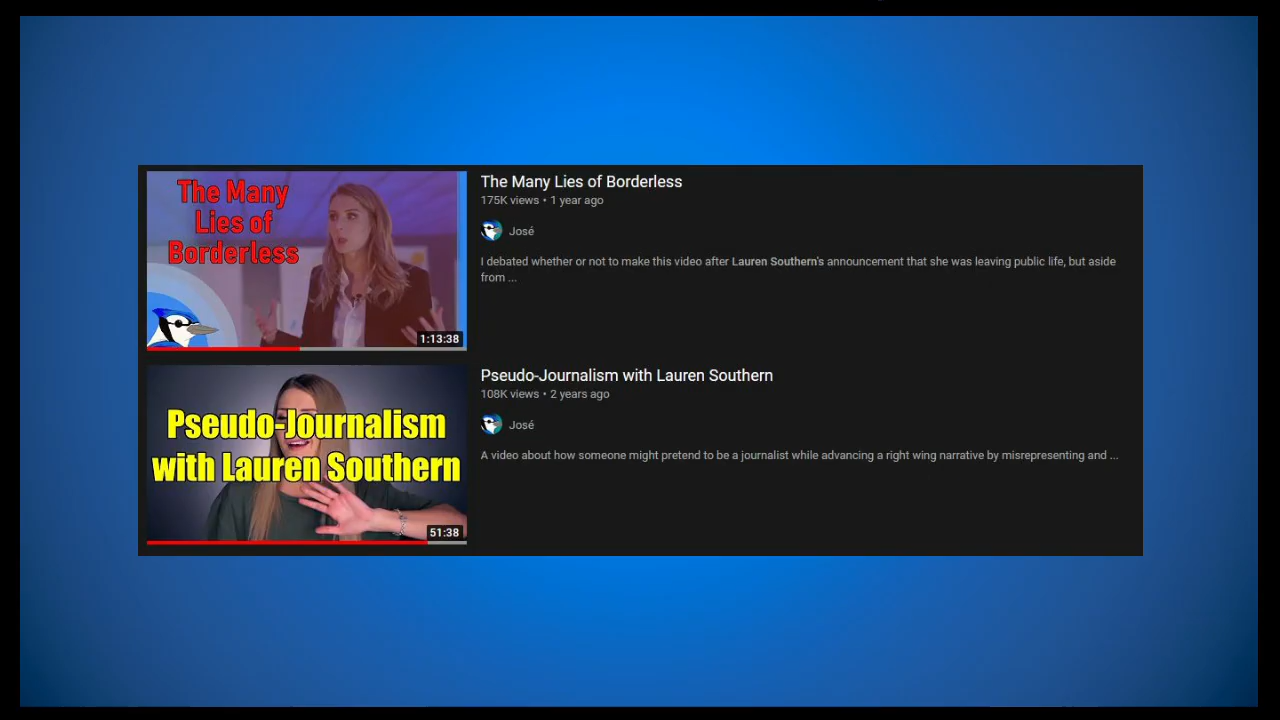 The Many
Lies of
Borderless
1:13:38
The Many Lies of Borderless
175K views • 1 year ago
José
I debated whether or not to make this video after Lauren Southern's announcement that she was leaving public life, but aside
from ...
Pseudo-Journalism
with Lauren Southern
51:38
Pseudo-Journalism with Lauren Southern
108K views • 2 years ago
José
A video about how someone might pretend to be a journalist while advancing a right wing narrative by misrepresenting and ...